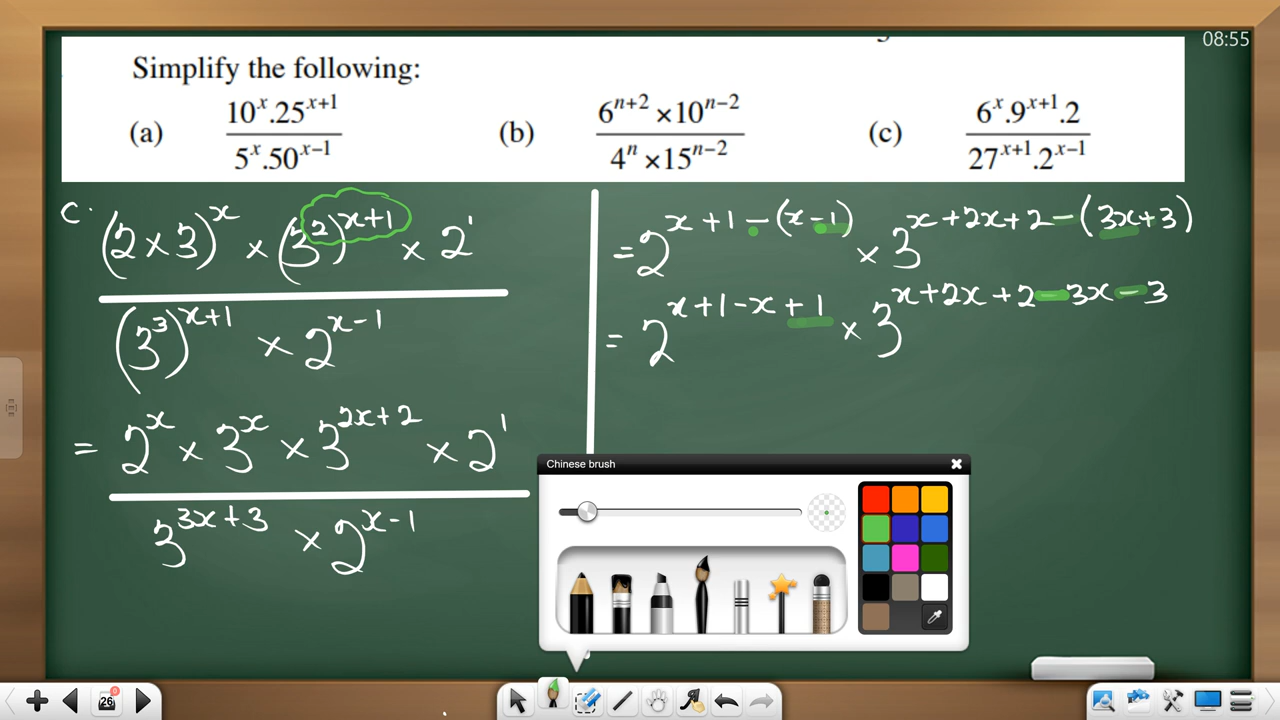 08:55
Simplify the following:
(a) 10^x.25^(x+1) / 5^x.50^(x−1) (b) 6^(n+2) ×10^(n−2) / 4^n ×15^(n−2) (c) 6^x.9^(x+1).2 / 27^(x+1).2^(x−1)
c. (2 × 3)^x × (3^2)^(x+1) × 2^1
(3^3)^(x+1) × 2^(x−1)
= 2^x × 3^x × 3^(2x+2) × 2^1
3^(3x+3) × 2^(x−1)
= 2^(x+1−(x−1)) × 3^(x+2x+2−(3x+3))
= 2^(x+1−x+1) × 3^(x+2x+2−3x−3)
Chinese brush
26
0